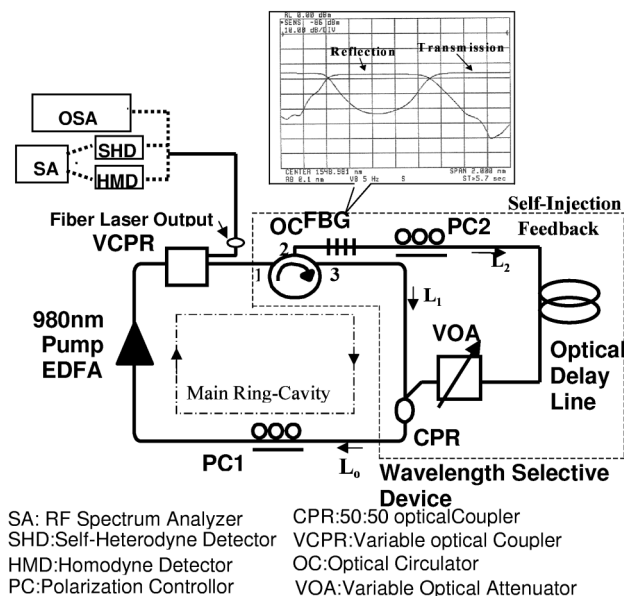 RL 0.00 dBm
*SENS -86 dBm
10.00 dB/DIV
Reflection
Transmission
CENTER 1548.981 nm
SPAN 2.000 nm
RB 0.1 nm
VB 5 Hz
S
ST>5.7 sec
OSA
SA
SHD
HMD
Fiber Laser Output
VCPR
OC
FBG
PC2
Self-Injection
Feedback
1
2
3
L2
L1
980nm
Pump
EDFA
VOA
Optical
Delay
Line
Main Ring-Cavity
CPR
PC1
Lo
Wavelength Selective
Device
SA: RF Spectrum Analyzer
CPR:50:50 opticalCoupler
SHD:Self-Heterodyne Detector
VCPR:Variable optical Coupler
HMD:Homodyne Detector
OC:Optical Circulator
PC:Polarization Controllor
VOA:Variable Optical Attenuator